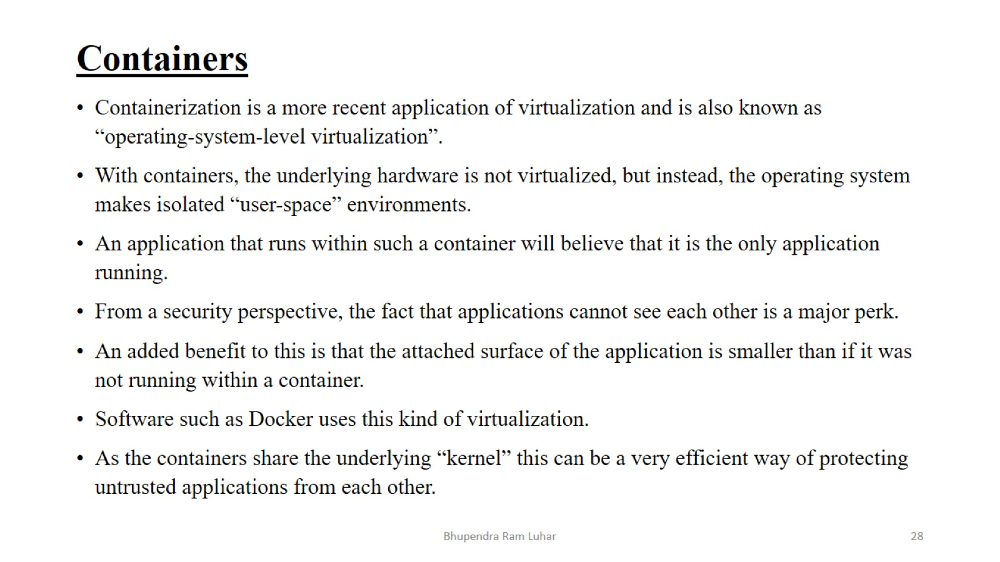 Containers
• Containerization is a more recent application of virtualization and is also known as
“operating-system-level virtualization”.
• With containers, the underlying hardware is not virtualized, but instead, the operating system
makes isolated “user-space” environments.
• An application that runs within such a container will believe that it is the only application
running.
• From a security perspective, the fact that applications cannot see each other is a major perk.
• An added benefit to this is that the attached surface of the application is smaller than if it was
not running within a container.
• Software such as Docker uses this kind of virtualization.
• As the containers share the underlying “kernel” this can be a very efficient way of protecting
untrusted applications from each other.
Bhupendra Ram Luhar
28